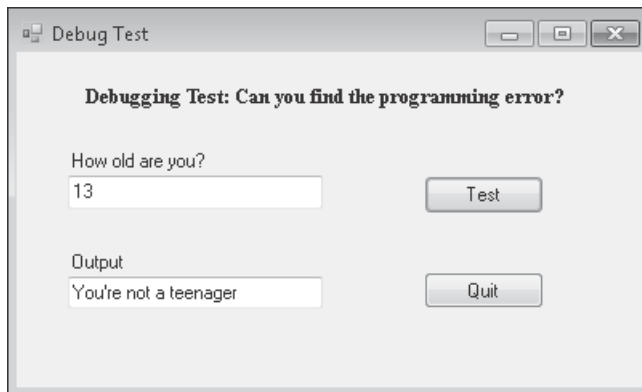 Debug Test
Debugging Test: Can you find the programming error?
How old are you?
13
Test
Output
You're not a teenager
Quit